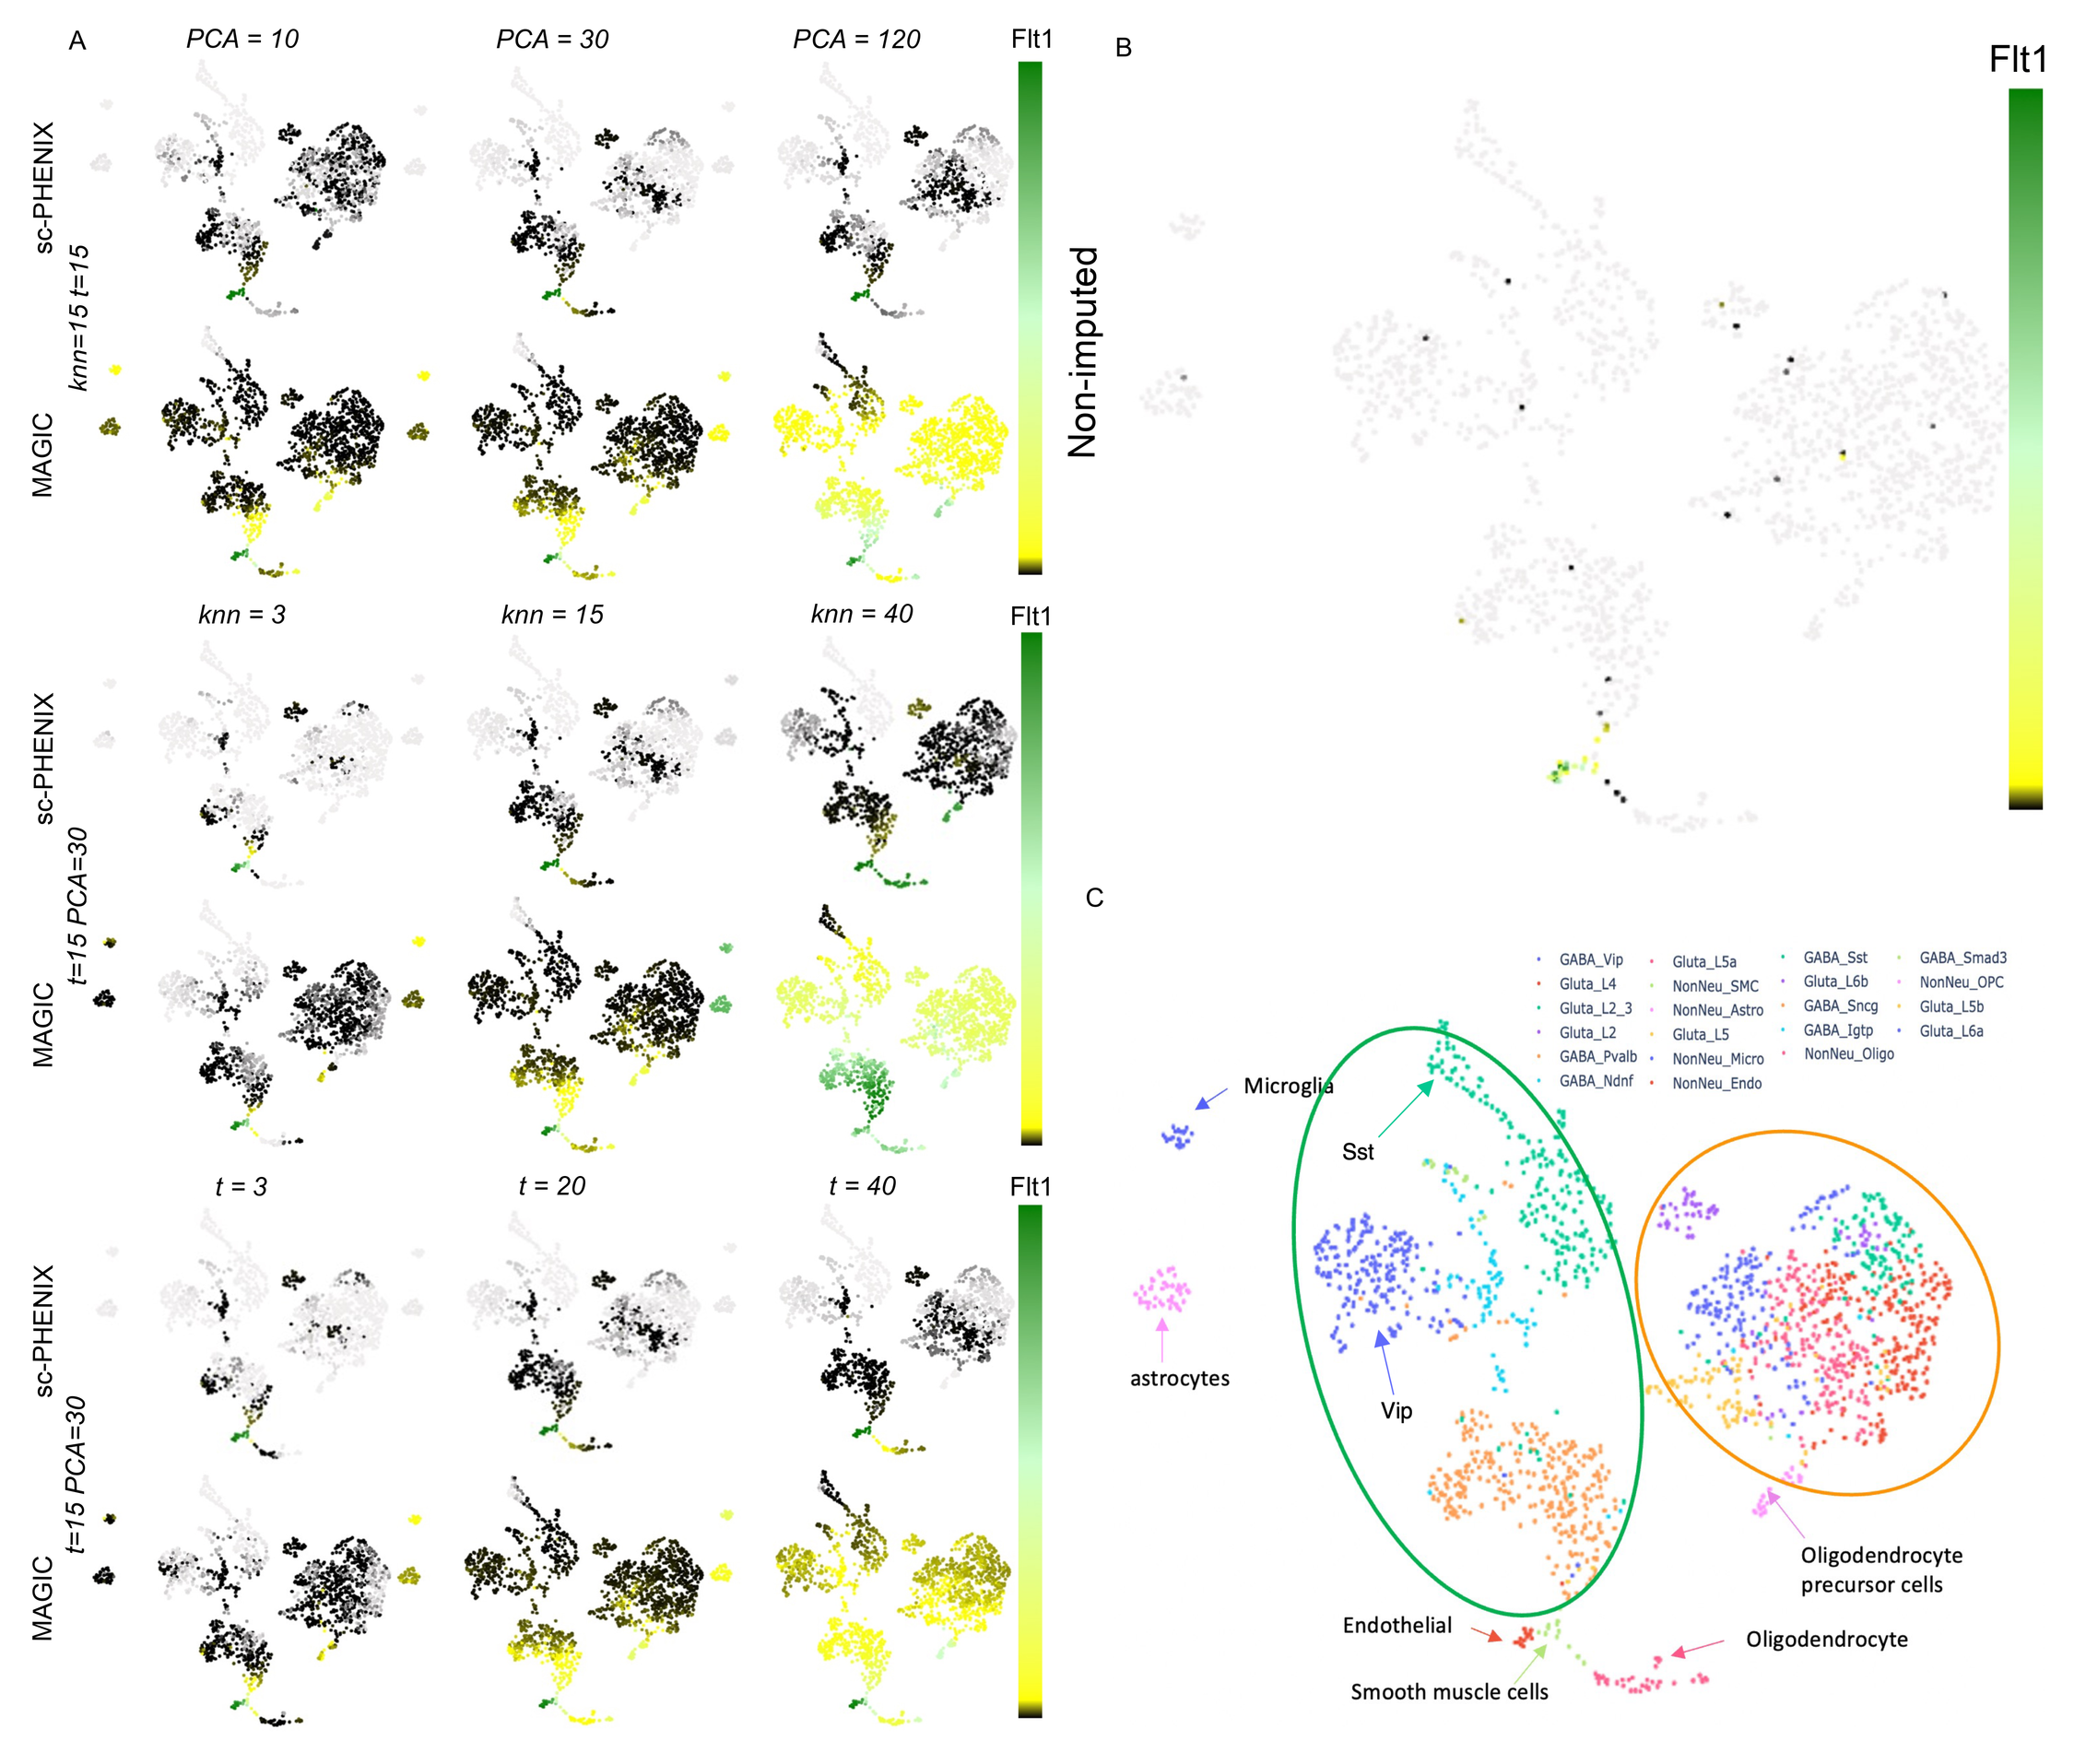 A
PCA = 10
PCA = 30
PCA = 120
Flt1
sc-PHENIX
MAGIC
knn=15 t=15
knn = 3
knn = 15
knn = 40
Flt1
sc-PHENIX
MAGIC
t=15 PCA=30
t = 3
t = 20
t = 40
Flt1
sc-PHENIX
MAGIC
t=15 PCA=30
B
Flt1
Non-imputed
C
GABA_Vip
Gluta_L4
Gluta_L2_3
Gluta_L2
GABA_Pvalb
GABA_Ndnf
Gluta_L5a
NonNeu_SMC
NonNeu_Astro
Gluta_L5
NonNeu_Micro
NonNeu_Endo
GABA_Sst
Gluta_L6b
GABA_Sncg
GABA_Igtp
NonNeu_Oligo
GABA_Smad3
NonNeu_OPC
Gluta_L5b
Gluta_L6a
Microglia
Sst
astrocytes
Vip
Oligodendrocyte
precursor cells
Endothelial
Oligodendrocyte
Smooth muscle cells